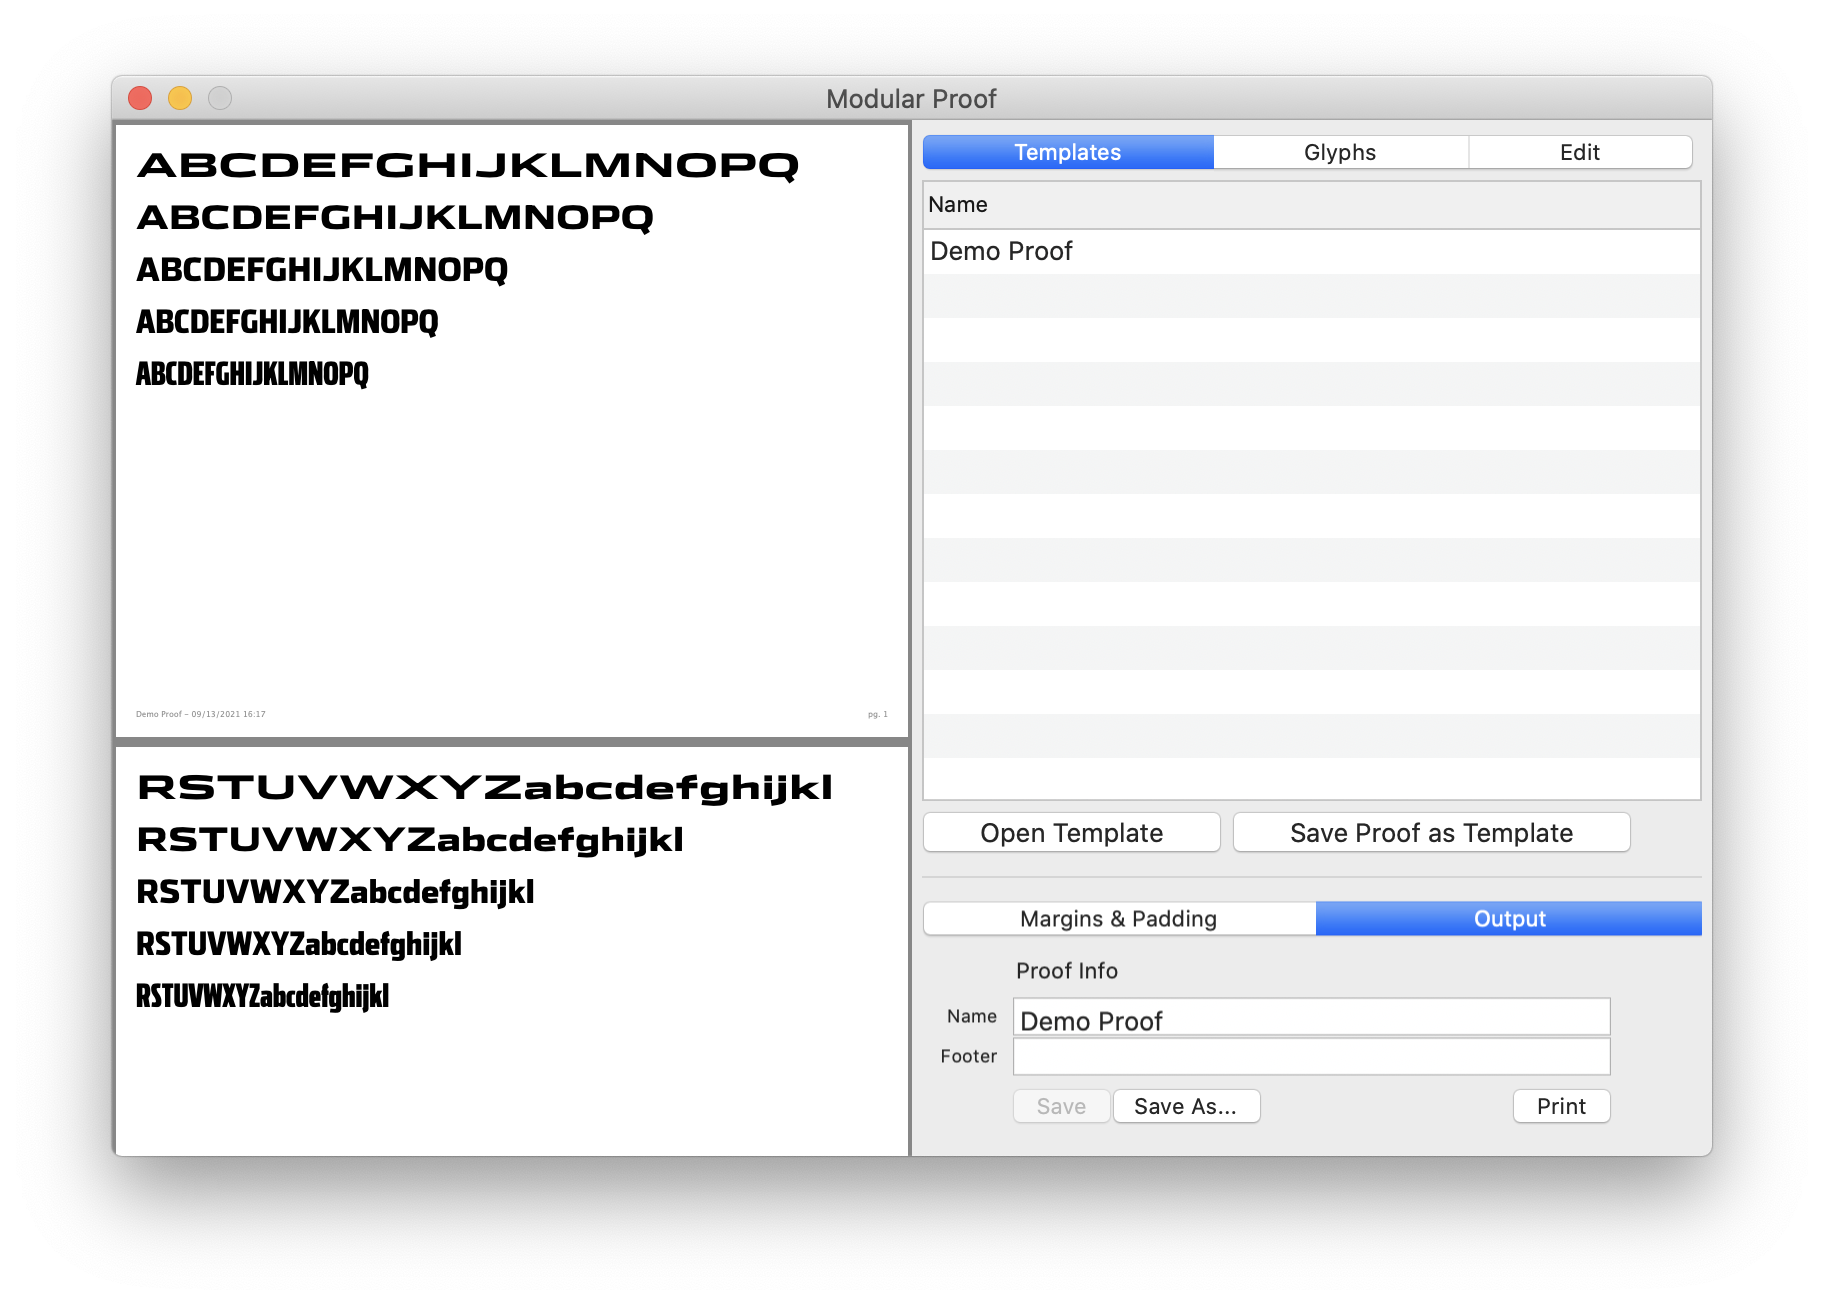 Modular Proof
ABCDEFGHIJKLMNOPQ
ABCDEFGHIJKLMNOPQ
ABCDEFGHIJKLMNOPQ
ABCDEFGHIJKLMNOPQ
ABCDEFGHIJKLMNOPQ
Demo Proof – 09/13/2021 16:17
pg. 1
RSTUVWXYZabcdefghijkl
RSTUVWXYZabcdefghijkl
RSTUVWXYZabcdefghijkl
RSTUVWXYZabcdefghijkl
RSTUVWXYZabcdefghijkl
Templates Glyphs Edit
Name
Demo Proof
Open Template Save Proof as Template
Margins & Padding Output
Proof Info
Name Demo Proof
Footer
Save Save As... Print